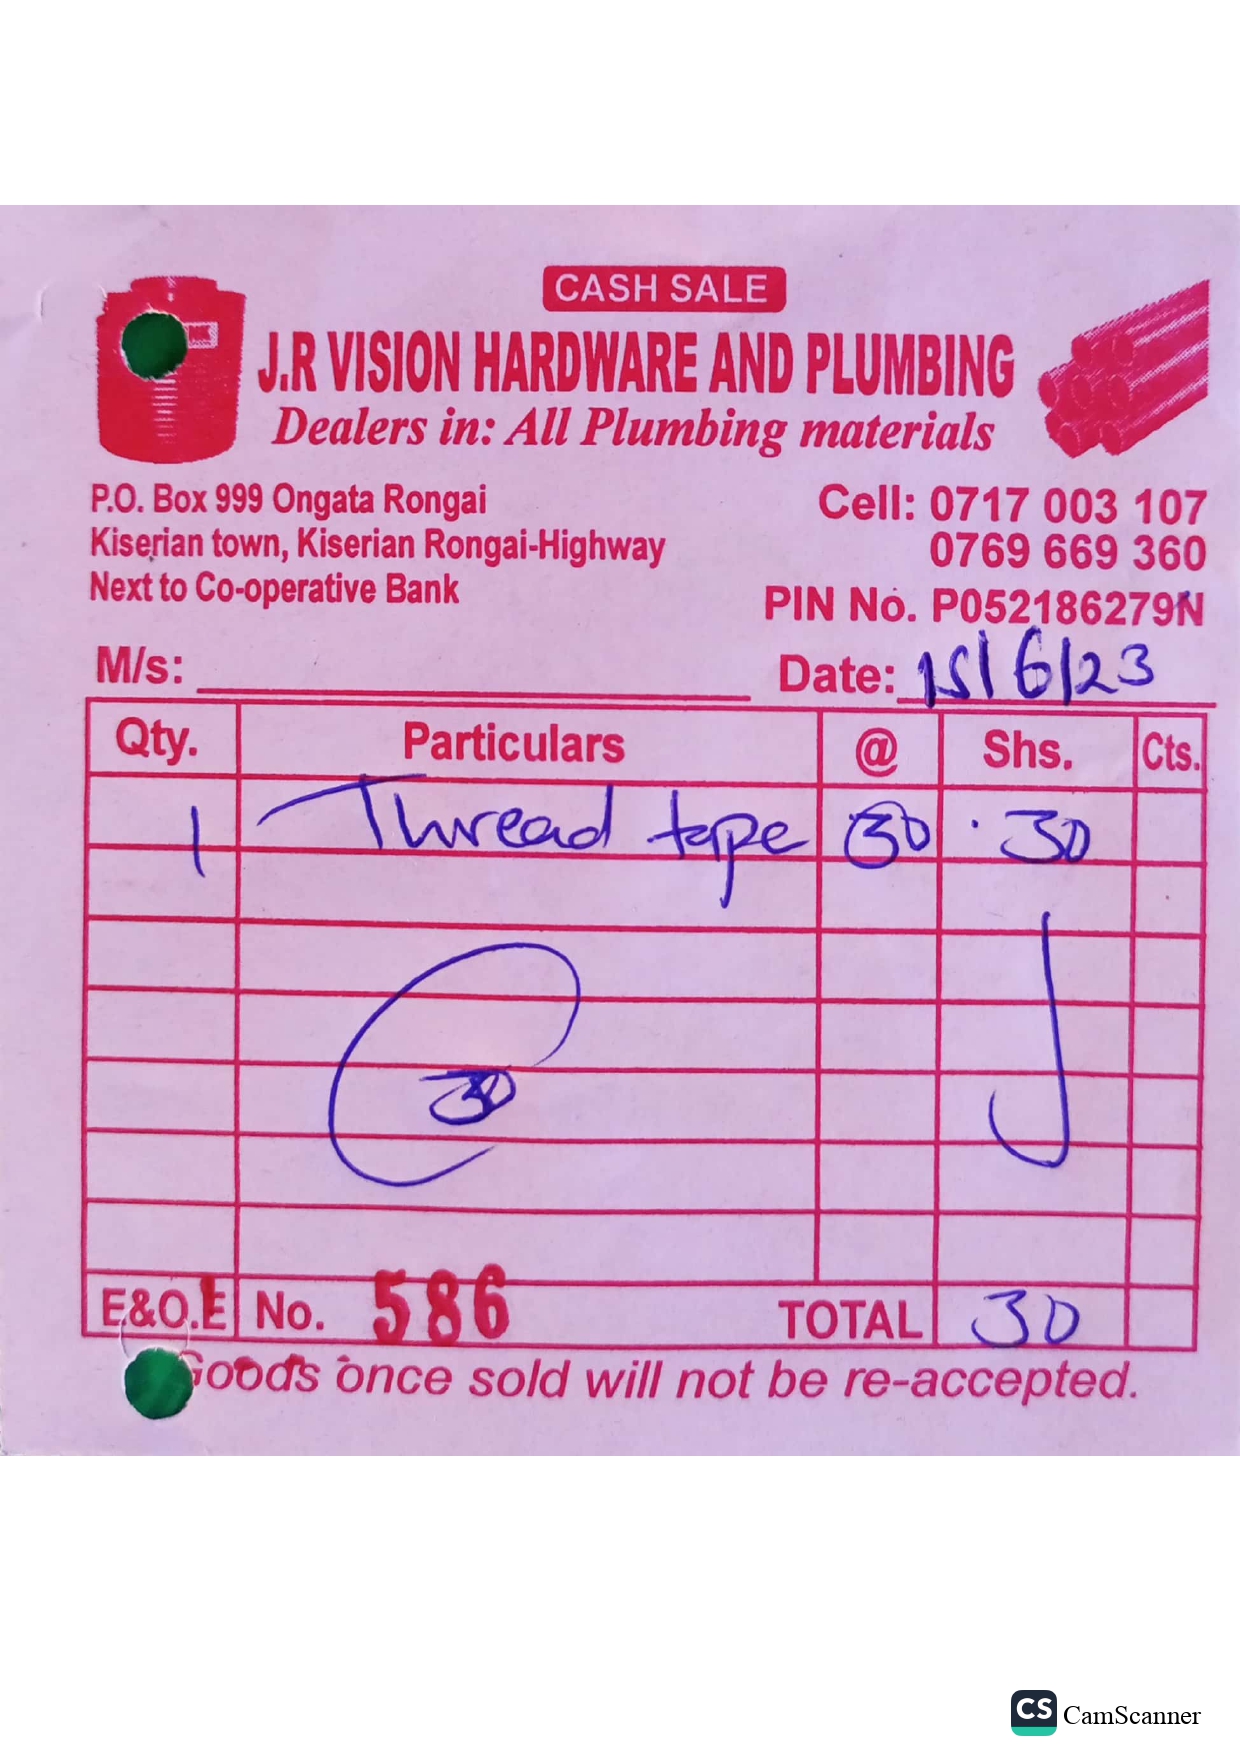 CASH SALE
J.R VISION HARDWARE AND PLUMBING
Dealers in: All Plumbing materials
P.O. Box 999 Ongata Rongai
Kiserian town, Kiserian Rongai-Highway
Next to Co-operative Bank
Cell: 0717 003 107
0769 669 360
PIN No. P052186279N
M/s:
Date: 15/6/23
Qty. Particulars @ Shs. Cts.
1 Thread tape 30 30
30
E&O.E No. 586 TOTAL 30
Goods once sold will not be re-accepted.
CS CamScanner